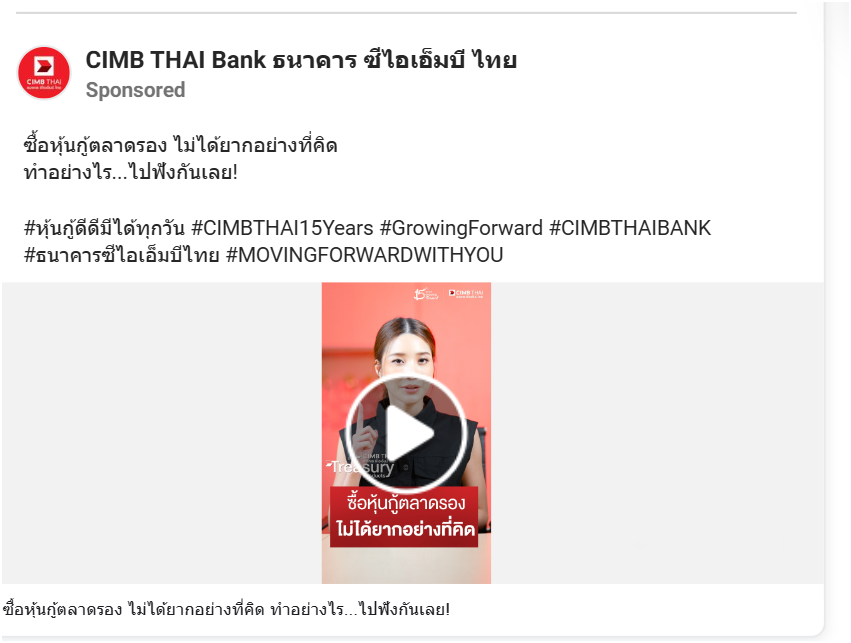 CIMB THAI
CIMB THAI Bank ธนาคาร ซีไอเอ็มบี ไทย
Sponsored
ซื้อหุ้นกู้ตลาดรอง ไม่ได้ยากอย่างที่คิด
ทำอย่างไร...ไปฟังกันเลย!
#หุ้นกู้ดีดีมีได้ทุกวัน #CIMBTHAI15Years #GrowingForward #CIMBTHAIBANK
#ธนาคารซีไอเอ็มบีไทย #MOVINGFORWARDWITHYOU
15 CIMB THAI
CIMB TH
Treasury
ซื้อหุ้นกู้ตลาดรอง
ไม่ได้ยากอย่างที่คิด
ซื้อหุ้นกู้ตลาดรอง ไม่ได้ยากอย่างที่คิด ทำอย่างไร...ไปฟังกันเลย!